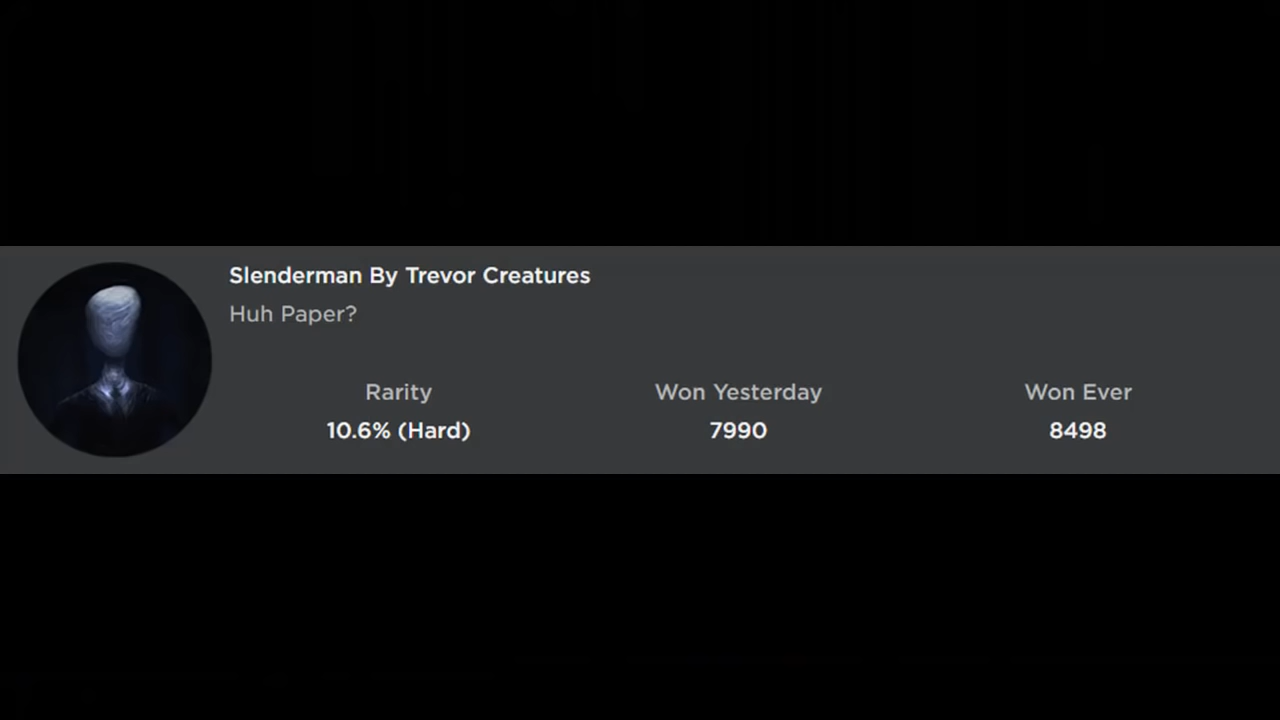 Slenderman By Trevor Creatures
Huh Paper?
Rarity Won Yesterday Won Ever
10.6% (Hard) 7990 8498